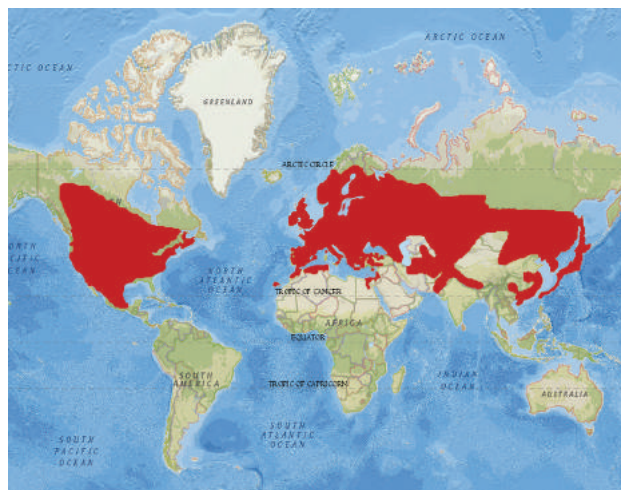 ARCTIC OCEAN
CTIC OCEAN
GREENLAND
ARCTIC CIRCLE
NORTH
ATLANTIC
OCEAN
TROPIC OF CANCER
AFRICA
EQUATOR
SOUTH
AMERICA
TROPIC OF CAPRICORN
INDIAN
OCEAN
AUSTRALIA
SOUTH
ATLANTIC
OCEAN
SOUTH
PACIFIC
OCEAN